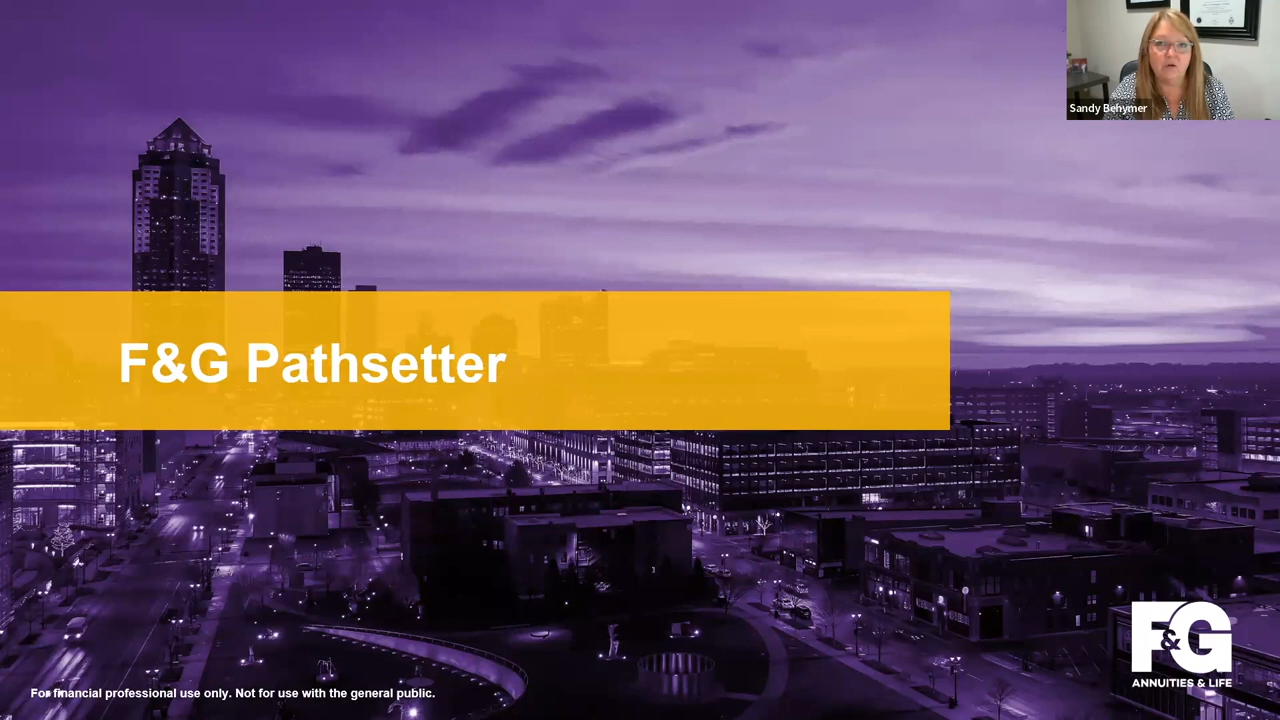 Sandy Behymer
F&G Pathsetter
F&G
ANNUITIES & LIFE
For financial professional use only. Not for use with the general public.